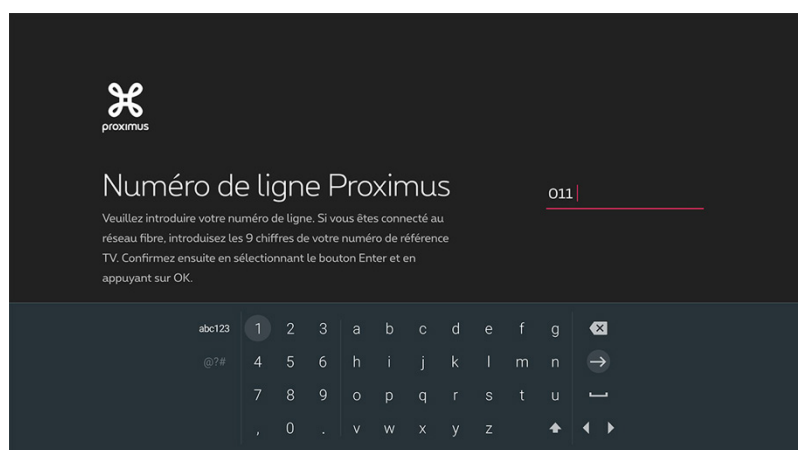 proximus
Numéro de ligne Proximus
011
Veuillez introduire votre numéro de ligne. Si vous êtes connecté au
réseau fibre, introduisez les 9 chiffres de votre numéro de référence
TV. Confirmez ensuite en sélectionnant le bouton Enter et en
appuyant sur OK.
abc123 1 2 3 a b c d e f g
@?# 4 5 6 h i j k l m n
7 8 9 o p q r s t u
, 0 . v w x y z